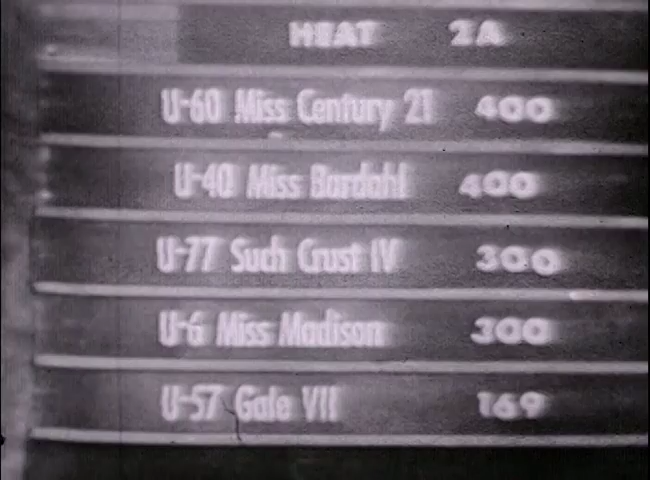 HEAT 2A
U-60 Miss Century 21 400
U-40 Miss Bardahl 400
U-77 Such Crust IV 300
U-6 Miss Madison 300
U-57 Gale VII 169